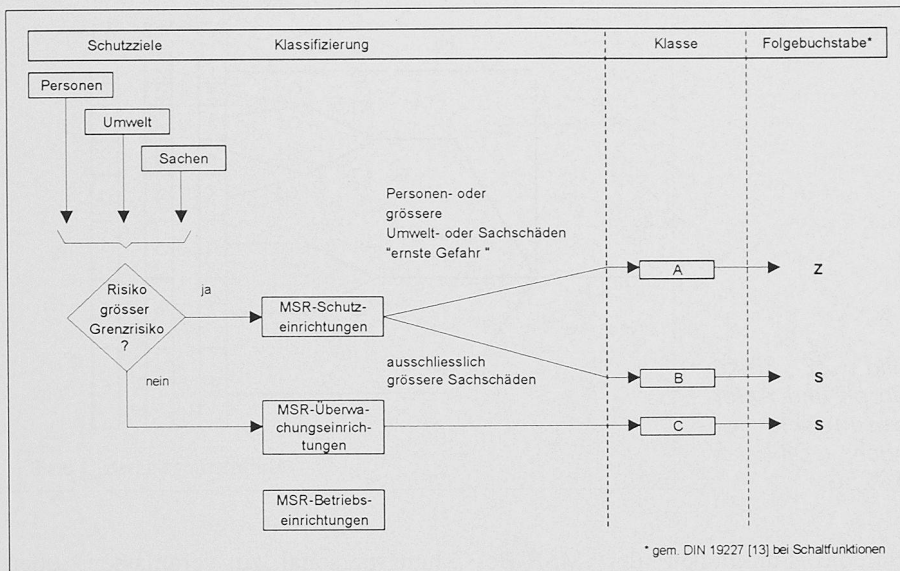 Schutzziele Klassifizierung Klasse Folgebuchstabe*
Personen
Umwelt
Sachen
Personen- oder
grössere
Umwelt- oder Sachschäden
"ernste Gefahr "
Risiko
grösser
Grenzrisiko
?
ja
nein
MSR-Schutz-
einrichtungen
A
Z
ausschliesslich
grössere Sachschäden
B
S
MSR-Überwa-
chungseinrich-
tungen
C
S
MSR-Betriebs-
einrichtungen
* gem. DIN 19227 [13] bei Schaltfunktionen